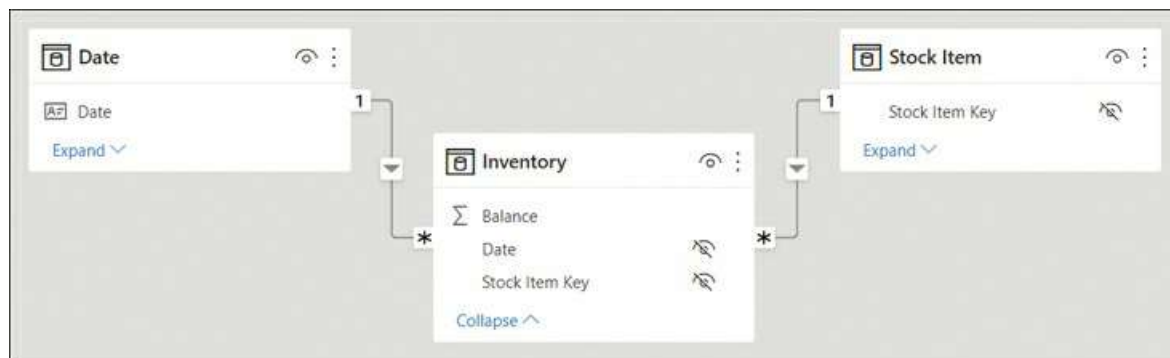 Date
Date
Expand
1
*
Inventory
Σ Balance
Date
Stock Item Key
Collapse
*
1
Stock Item
Stock Item Key
Expand